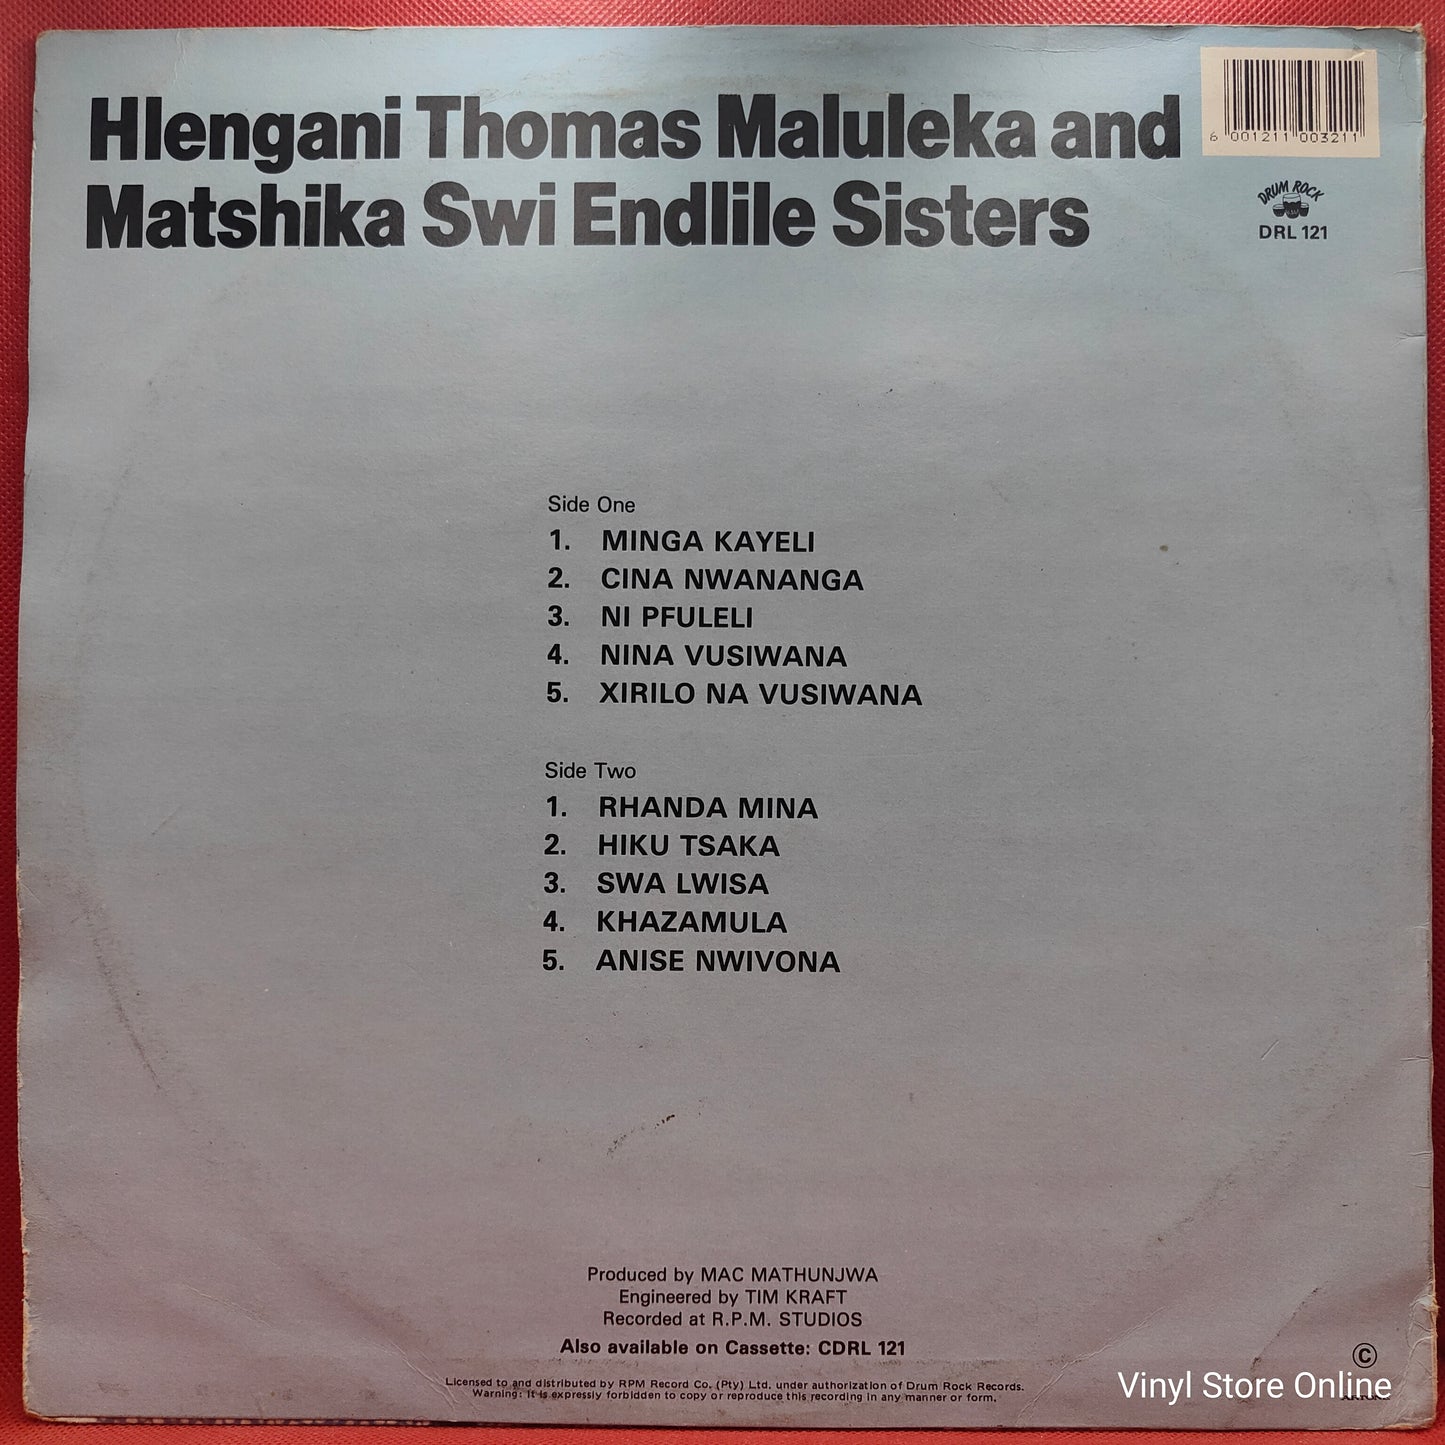 Hlengani Thomas Maluleka and
Matshika Swi Endlile Sisters
6 001211 003211
DRUM ROCK
DRL 121
Side One
1. MINGA KAYELI
2. CINA NWANANGA
3. NI PFULELI
4. NINA VUSIWANA
5. XIRILO NA VUSIWANA
Side Two
1. RHANDA MINA
2. HIKU TSAKA
3. SWA LWISA
4. KHAZAMULA
5. ANISE NWIVONA
Produced by MAC MATHUNJWA
Engineered by TIM KRAFT
Recorded at R.P.M. STUDIOS
Also available on Cassette: CDRL 121
Licensed to and distributed by RPM Record Co. (Pty) Ltd. under authorization of Drum Rock Records.
Warning: It is expressly forbidden to copy or reproduce this recording in any manner or form.
©
Vinyl Store Online